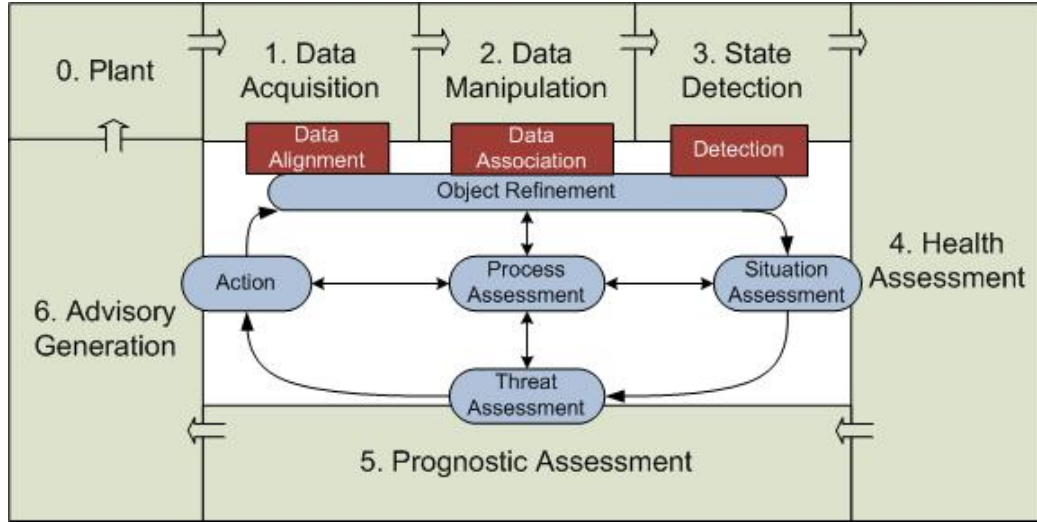 0. Plant
1. Data
Acquisition
2. Data
Manipulation
3. State
Detection
Data
Alignment
Data
Association
Detection
Object Refinement
Action
Process
Assessment
Situation
Assessment
4. Health
Assessment
6. Advisory
Generation
Threat
Assessment
5. Prognostic Assessment